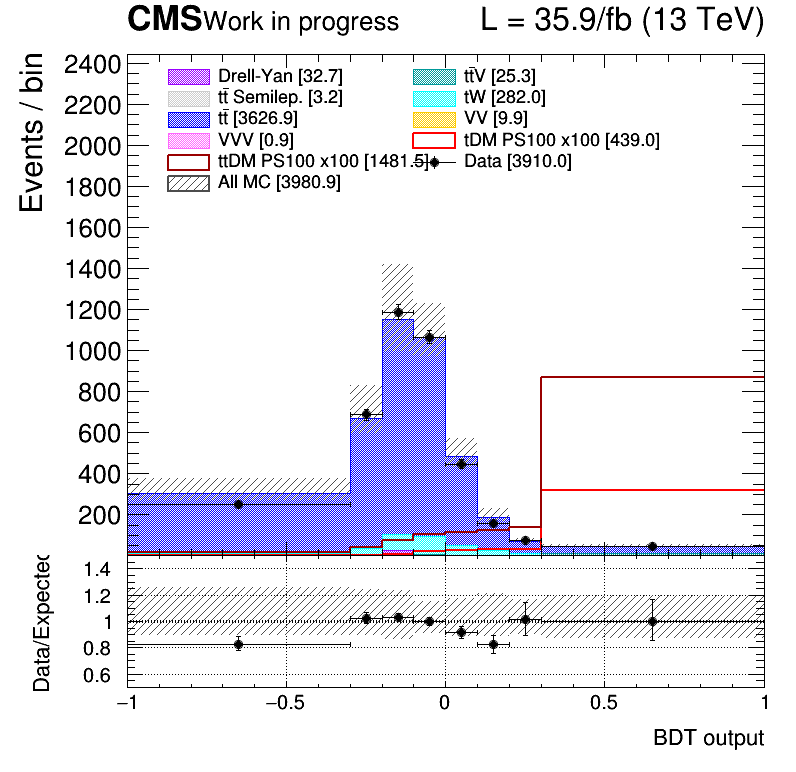 CMS Work in progress L = 35.9/fb (13 TeV)
Events / bin
2400
2200
2000
1800
1600
1400
1200
1000
800
600
400
200
Drell-Yan [32.7] tt̄V [25.3]
tt̄ Semilep. [3.2] tW [282.0]
tt̄ [3626.9] VV [9.9]
VVV [0.9] tDM PS100 x100 [439.0]
ttDM PS100 x100 [1481.5] Data [3910.0]
All MC [3980.9]
Data/Expected
1.4
1.2
1
0.8
0.6
−1 −0.5 0 0.5 1
BDT output